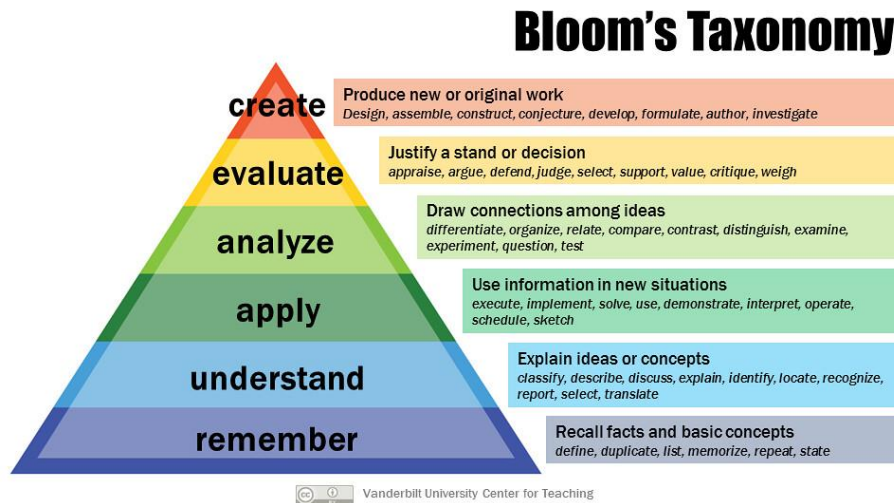 Bloom's Taxonomy
create
Produce new or original work
Design, assemble, construct, conjecture, develop, formulate, author, investigate
evaluate
Justify a stand or decision
appraise, argue, defend, judge, select, support, value, critique, weigh
analyze
Draw connections among ideas
differentiate, organize, relate, compare, contrast, distinguish, examine,
experiment, question, test
apply
Use information in new situations
execute, implement, solve, use, demonstrate, interpret, operate,
schedule, sketch
understand
Explain ideas or concepts
classify, describe, discuss, explain, identify, locate, recognize,
report, select, translate
remember
Recall facts and basic concepts
define, duplicate, list, memorize, repeat, state
cc
Vanderbilt University Center for Teaching